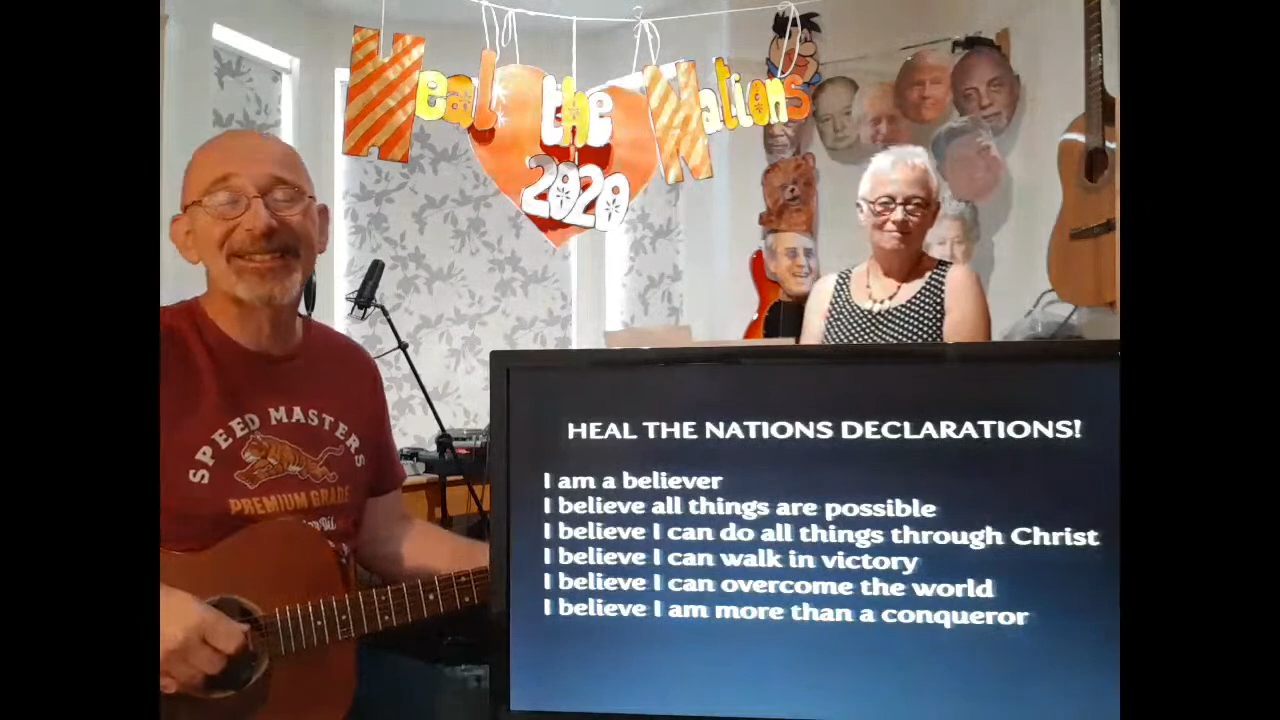 Heal the Nations
2020
SPEED MASTERS
PREMIUM GRADE
HEAL THE NATIONS DECLARATIONS!
I am a believer
I believe all things are possible
I believe I can do all things through Christ
I believe I can walk in victory
I believe I can overcome the world
I believe I am more than a conqueror